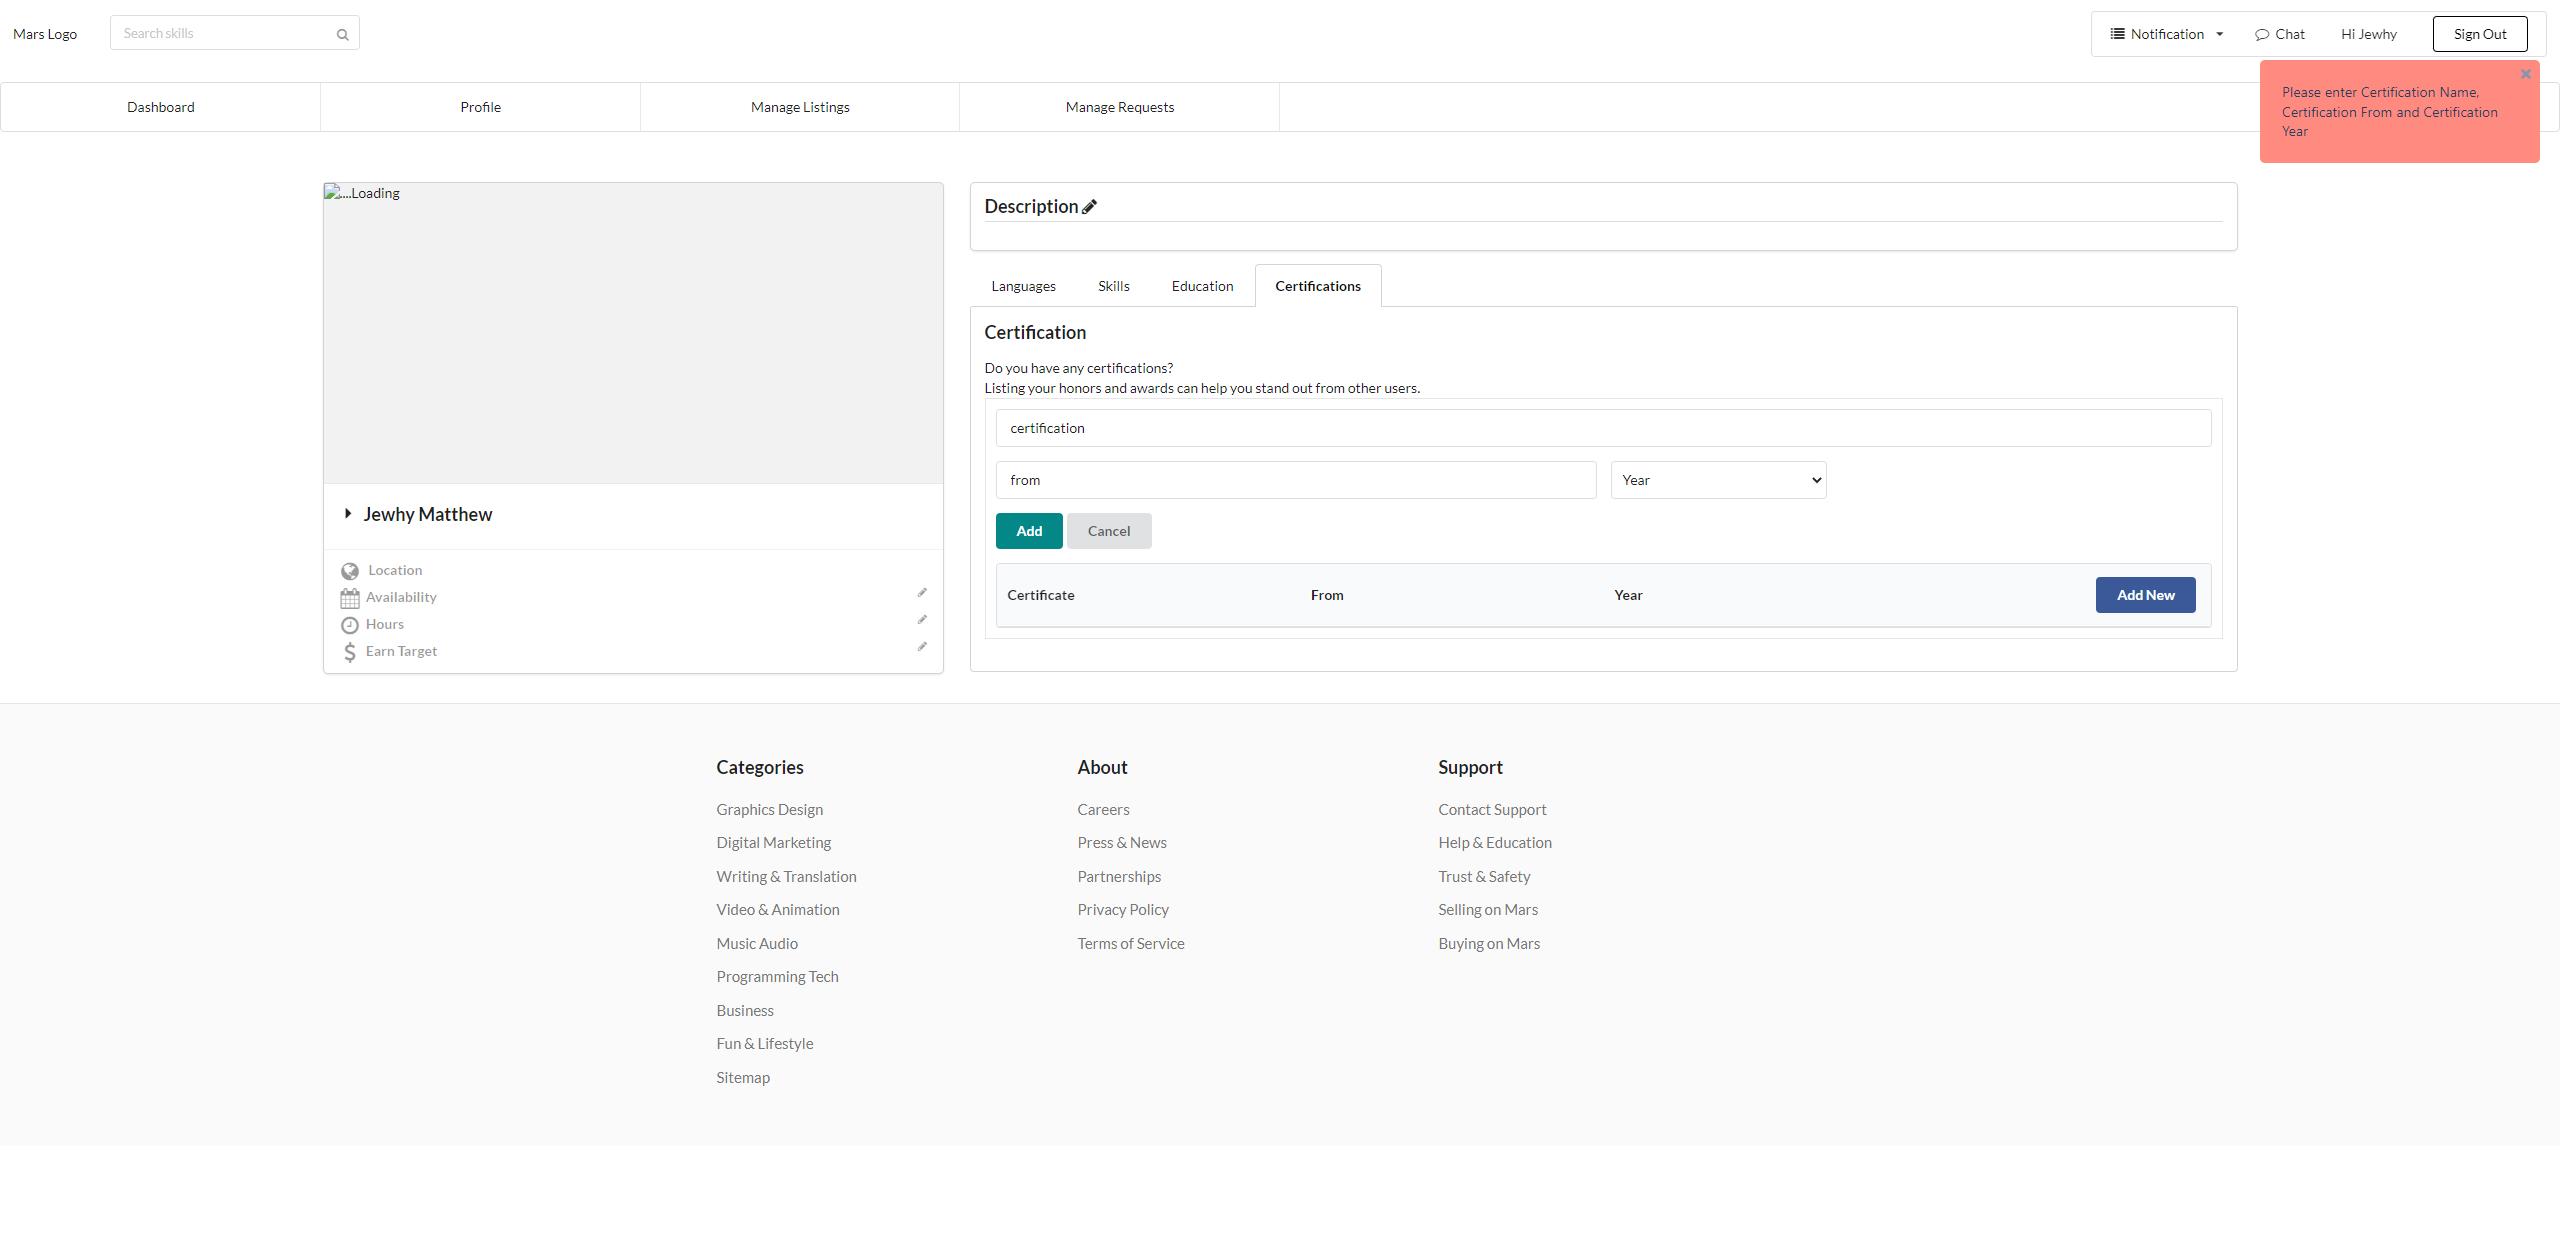 Mars Logo
Search skills
Notification
Chat
Hi Jewhy
Sign Out
Dashboard
Profile
Manage Listings
Manage Requests
Please enter Certification Name,
Certification From and Certification
Year
...Loading
Jewhy Matthew
Location
Availability
Hours
Earn Target
Description
Languages
Skills
Education
Certifications
Certification
Do you have any certifications?
Listing your honors and awards can help you stand out from other users.
certification
from
Year
Add
Cancel
Certificate
From
Year
Add New
Categories
Graphics Design
Digital Marketing
Writing & Translation
Video & Animation
Music Audio
Programming Tech
Business
Fun & Lifestyle
Sitemap
About
Careers
Press & News
Partnerships
Privacy Policy
Terms of Service
Support
Contact Support
Help & Education
Trust & Safety
Selling on Mars
Buying on Mars